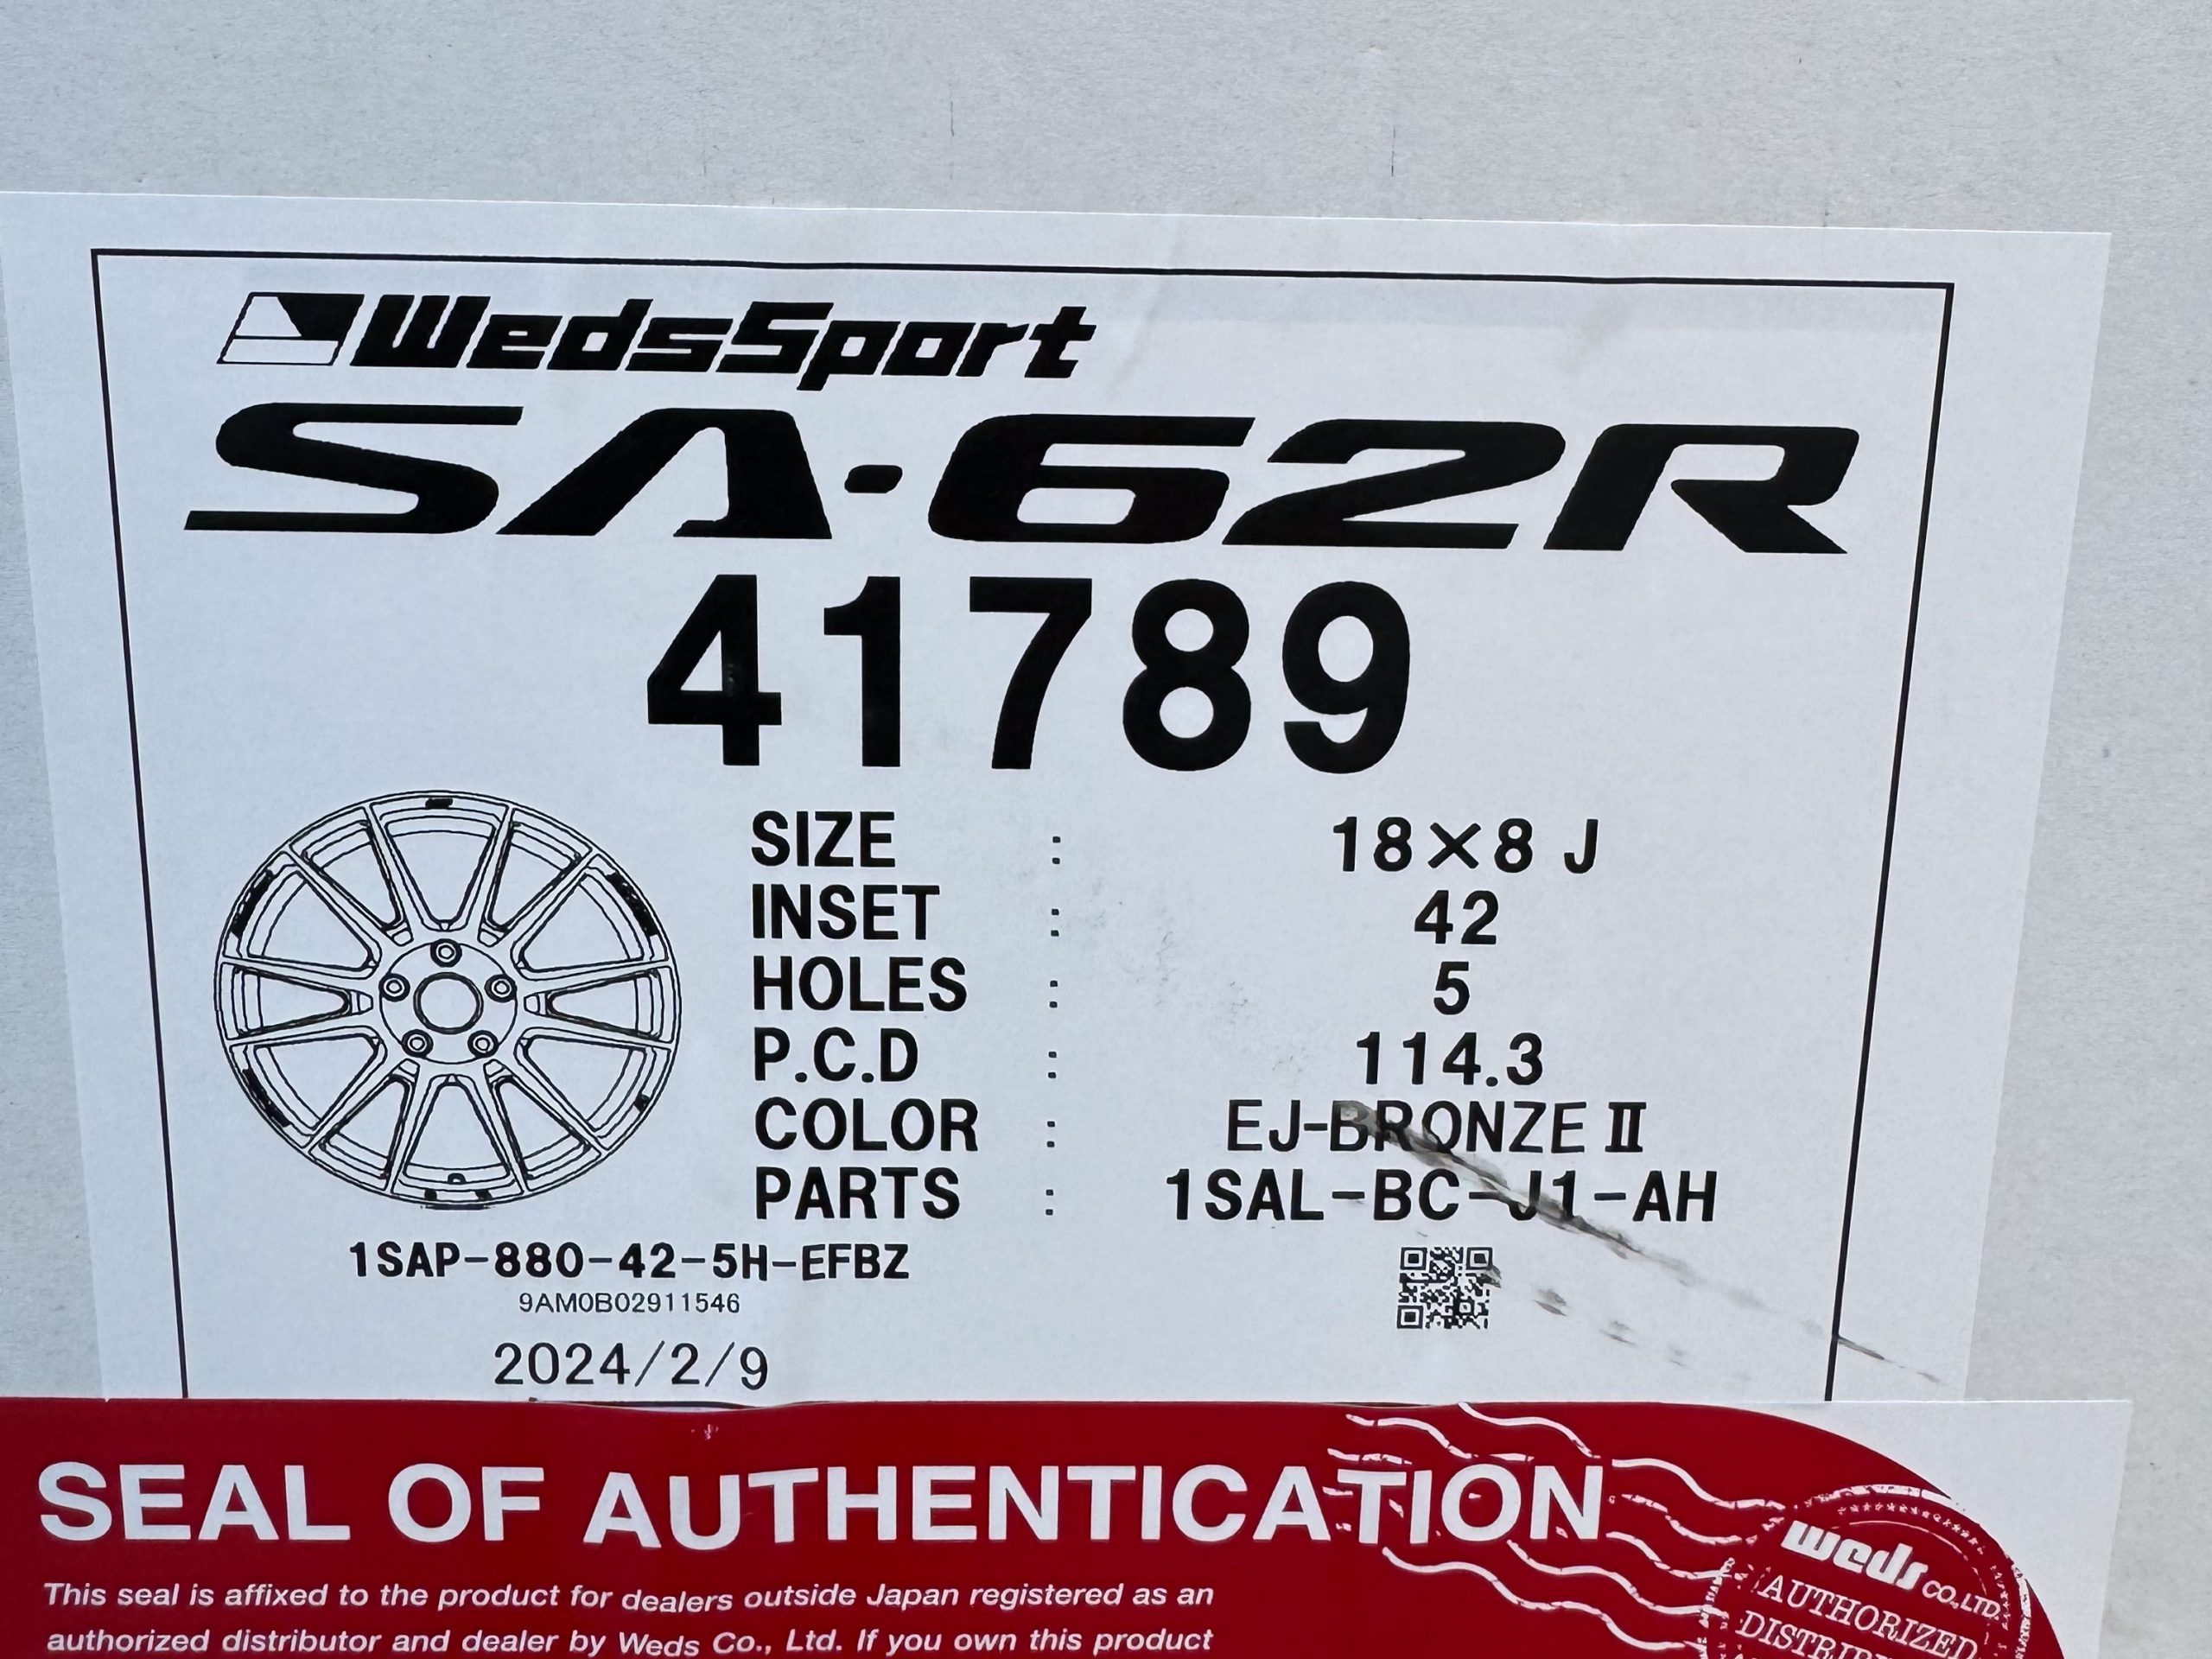 WedsSport
SA-62R
41789
SIZE : 18×8 J
INSET : 42
HOLES : 5
P.C.D : 114.3
COLOR : EJ-BRONZE Ⅱ
PARTS : 1SAL-BC-J1-AH
1SAP-880-42-5H-EFBZ
9AM0B02911546
2024/2/9
SEAL OF AUTHENTICATION
This seal is affixed to the product for dealers outside Japan registered as an
authorized distributor and dealer by Weds Co., Ltd. If you own this product
weds CO.,LTD.
AUTHORIZED